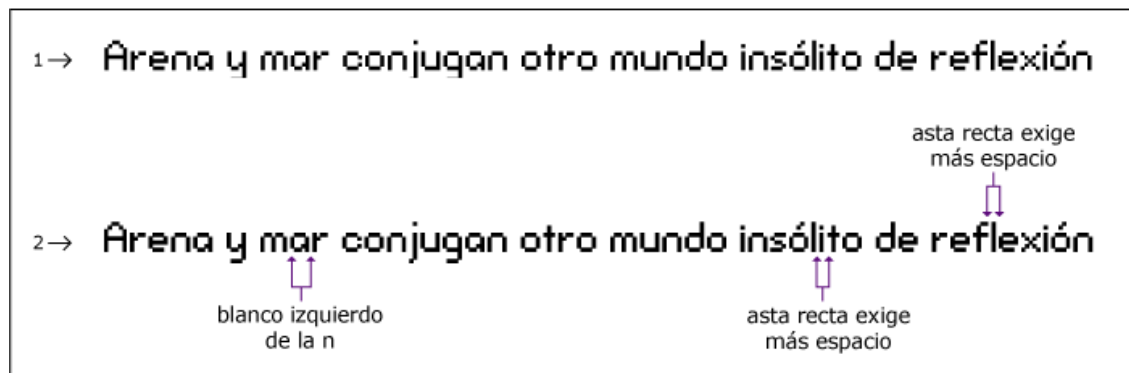 1→ Arena y mar conjugan otro mundo insólito de reflexión
asta recta exige
más espacio
2→ Arena y mar conjugan otro mundo insólito de reflexión
blanco izquierdo
de la n
asta recta exige
más espacio